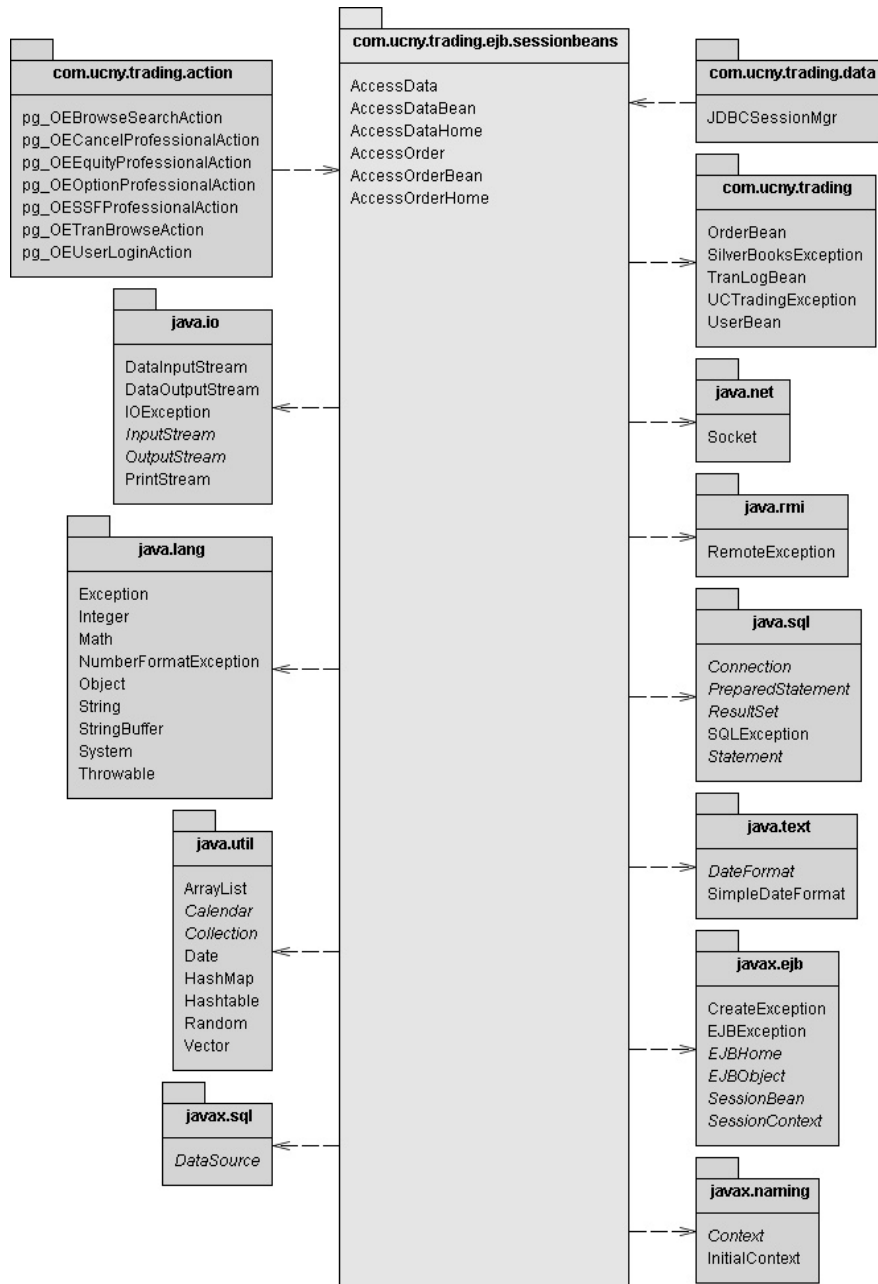 com.ucny.trading.action
pg_OEBrowseSearchAction
pg_OECancelProfessionalAction
pg_OEEquityProfessionalAction
pg_OEOptionProfessionalAction
pg_OESSFProfessionalAction
pg_OETranBrowseAction
pg_OEUserLoginAction
java.io
DataInputStream
DataOutputStream
IOException
InputStream
OutputStream
PrintStream
java.lang
Exception
Integer
Math
NumberFormatException
Object
String
StringBuffer
System
Throwable
java.util
ArrayList
Calendar
Collection
Date
HashMap
Hashtable
Random
Vector
javax.sql
DataSource
com.ucny.trading.ejb.sessionbeans
AccessData
AccessDataBean
AccessDataHome
AccessOrder
AccessOrderBean
AccessOrderHome
com.ucny.trading.data
JDBCSessionMgr
com.ucny.trading
OrderBean
SilverBooksException
TranLogBean
UCTradingException
UserBean
java.net
Socket
java.rmi
RemoteException
java.sql
Connection
PreparedStatement
ResultSet
SQLException
Statement
java.text
DateFormat
SimpleDateFormat
javax.ejb
CreateException
EJBException
EJBHome
EJBObject
SessionBean
SessionContext
javax.naming
Context
InitialContext